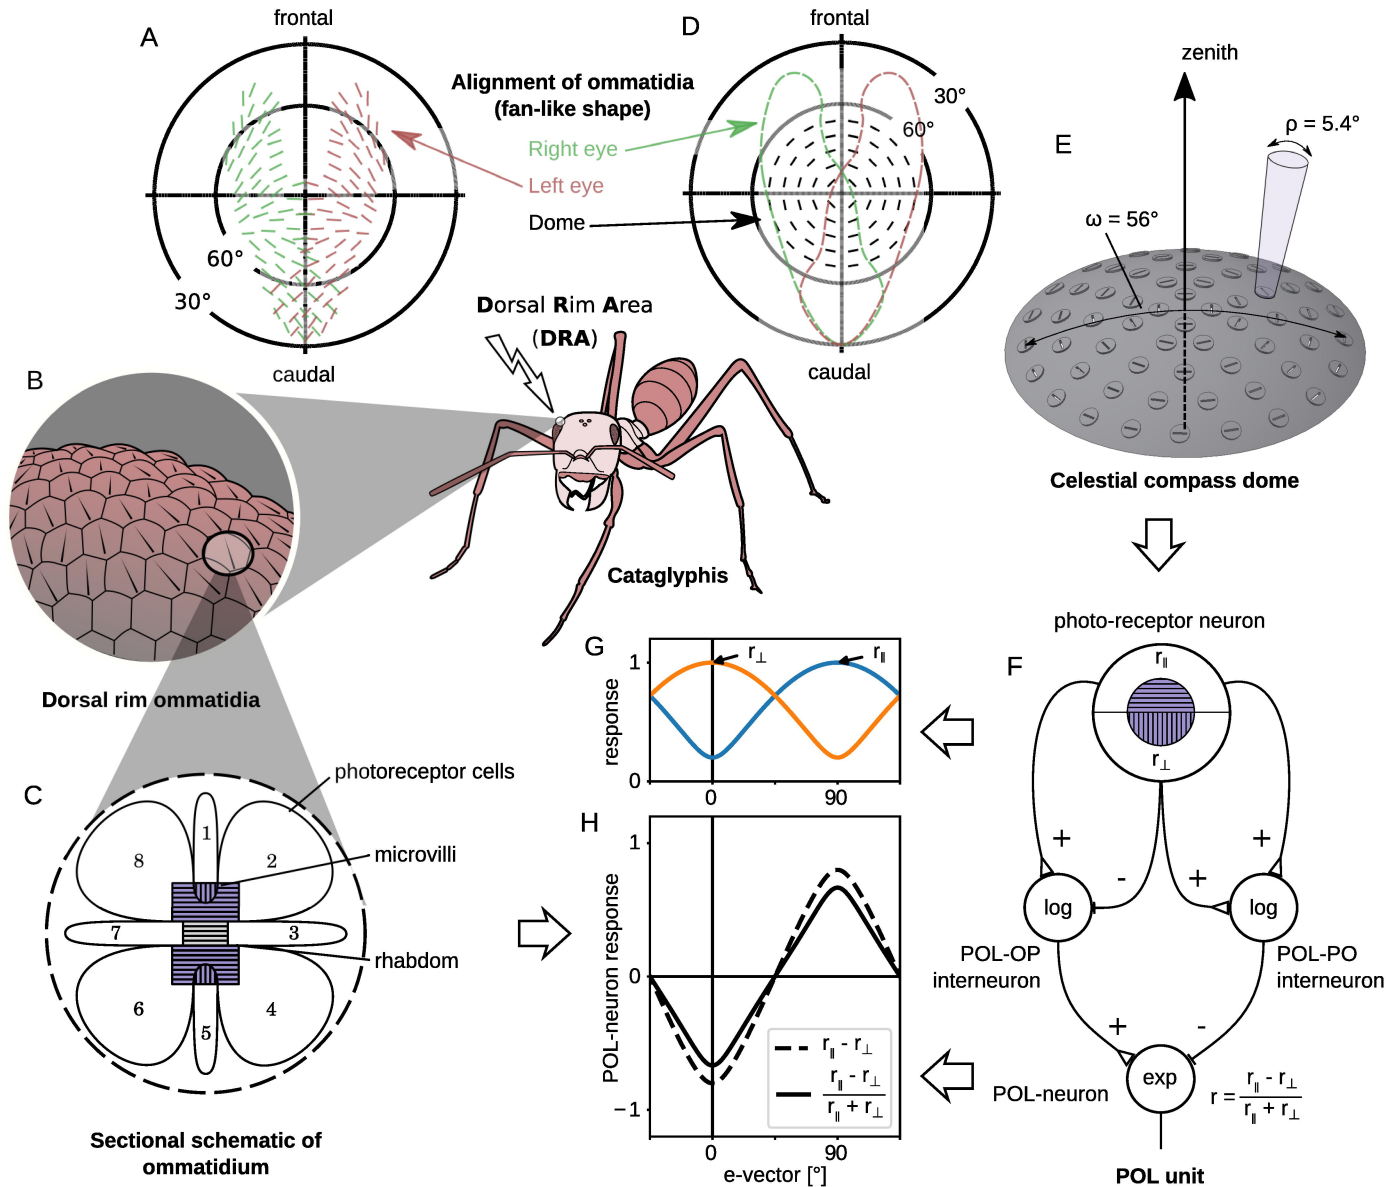 A
frontal
60°
30°
caudal
Alignment of ommatidia
(fan-like shape)
Right eye
Left eye
Dome
D
frontal
30°
60°
caudal
E
zenith
ρ = 5.4°
ω = 56°
Celestial compass dome
B
Dorsal rim ommatidia
Dorsal Rim Area
(DRA)
Cataglyphis
C
photoreceptor cells
microvilli
rhabdom
1
8
2
7
3
6
4
5
Sectional schematic of
ommatidium
G
r⊥
r∥
1
response
0
0
90
H
1
POL-neuron response
0
r∥ - r⊥
r∥ - r⊥
r∥ + r⊥
−1
0
90
e-vector [°]
photo-receptor neuron
F
r∥
r⊥
+
-
+
+
log
log
POL-OP
interneuron
POL-PO
interneuron
+
-
exp
POL-neuron
r = r∥ - r⊥
r∥ + r⊥
POL unit